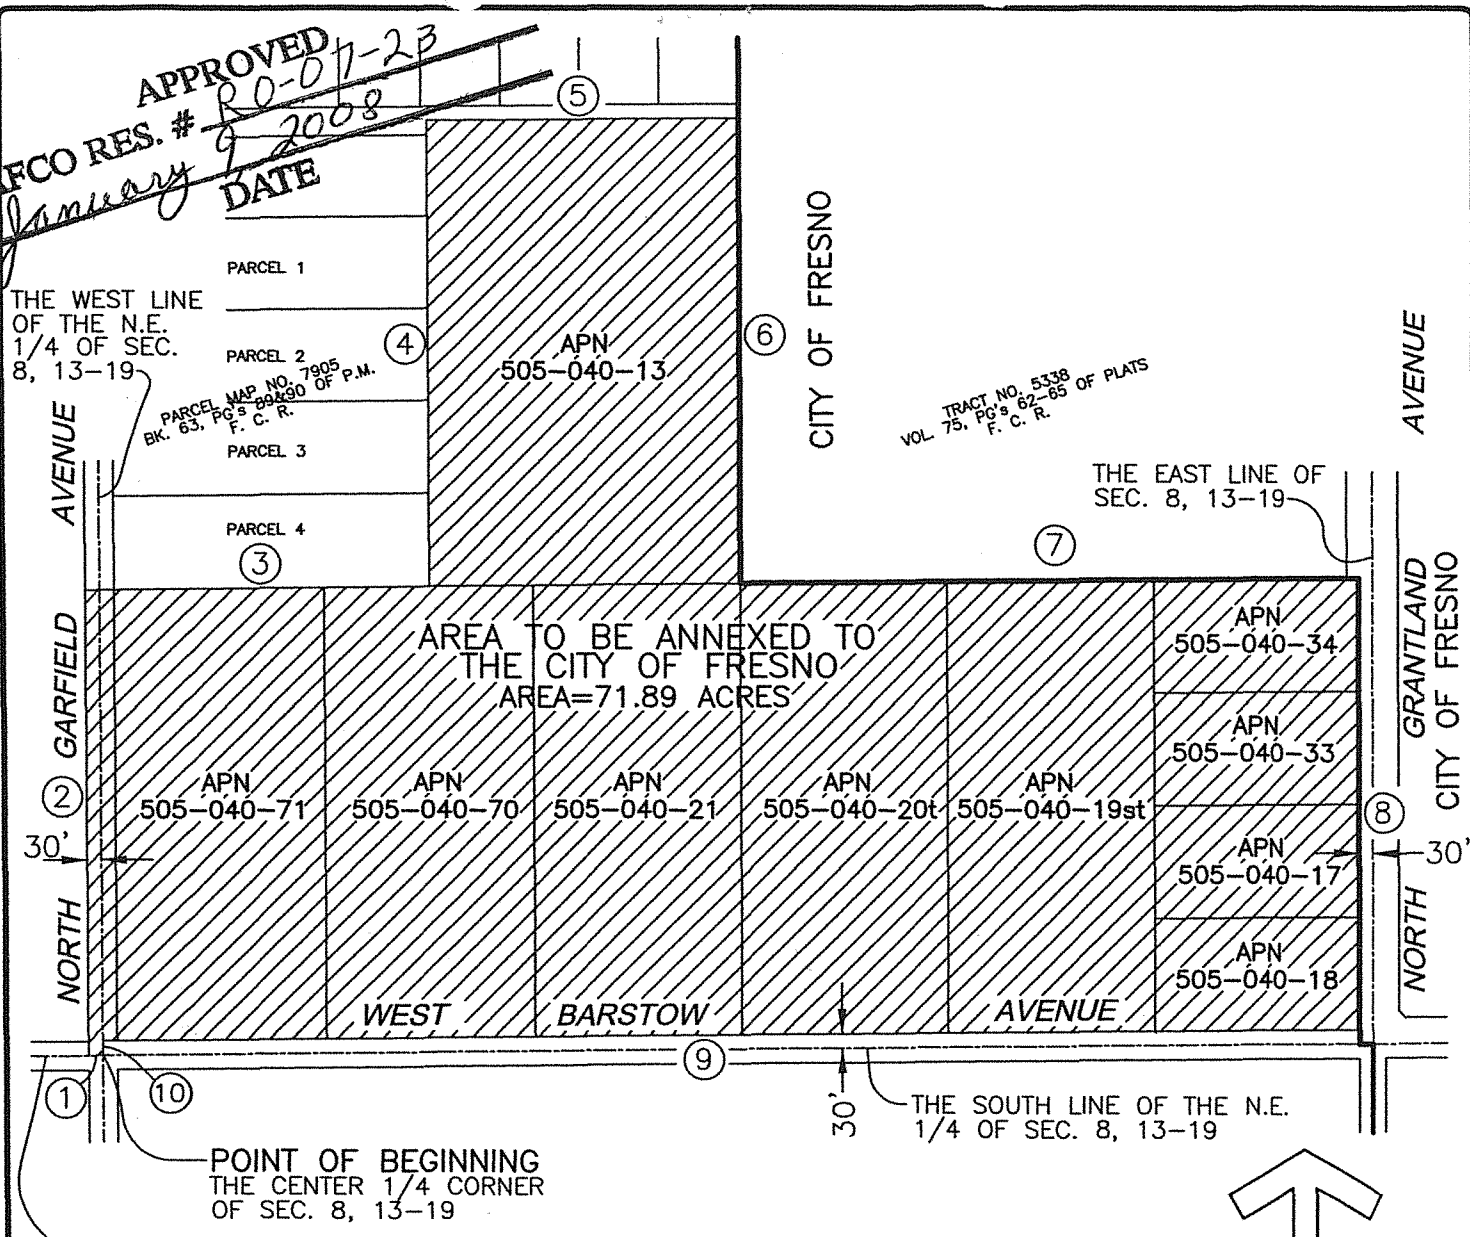 APPROVED
AFCO RES. # RO-07-23
January 9 2008
DATE
5
PARCEL 1
THE WEST LINE
OF THE N.E.
1/4 OF SEC.
8, 13-19
4
PARCEL 2
PARCEL MAP NO. 7905
BK. 63, PG's 89&90 OF P.M.
F. C. R.
PARCEL 3
PARCEL 4
3
APN
505-040-13
6
CITY OF FRESNO
TRACT NO. 5338
VOL. 75, PG's 62-65 OF PLATS
F. C. R.
THE EAST LINE OF
SEC. 8, 13-19
7
NORTH GARFIELD AVENUE
2
30'
AREA TO BE ANNEXED TO
THE CITY OF FRESNO
AREA=71.89 ACRES
APN
505-040-71
APN
505-040-70
APN
505-040-21
APN
505-040-20t
APN
505-040-19st
APN
505-040-34
APN
505-040-33
APN
505-040-17
APN
505-040-18
NORTH GRANTLAND AVENUE
CITY OF FRESNO
8
30'
WEST BARSTOW AVENUE
9
1
10
30'
THE SOUTH LINE OF THE N.E.
1/4 OF SEC. 8, 13-19
POINT OF BEGINNING
THE CENTER 1/4 CORNER
OF SEC. 8, 13-19